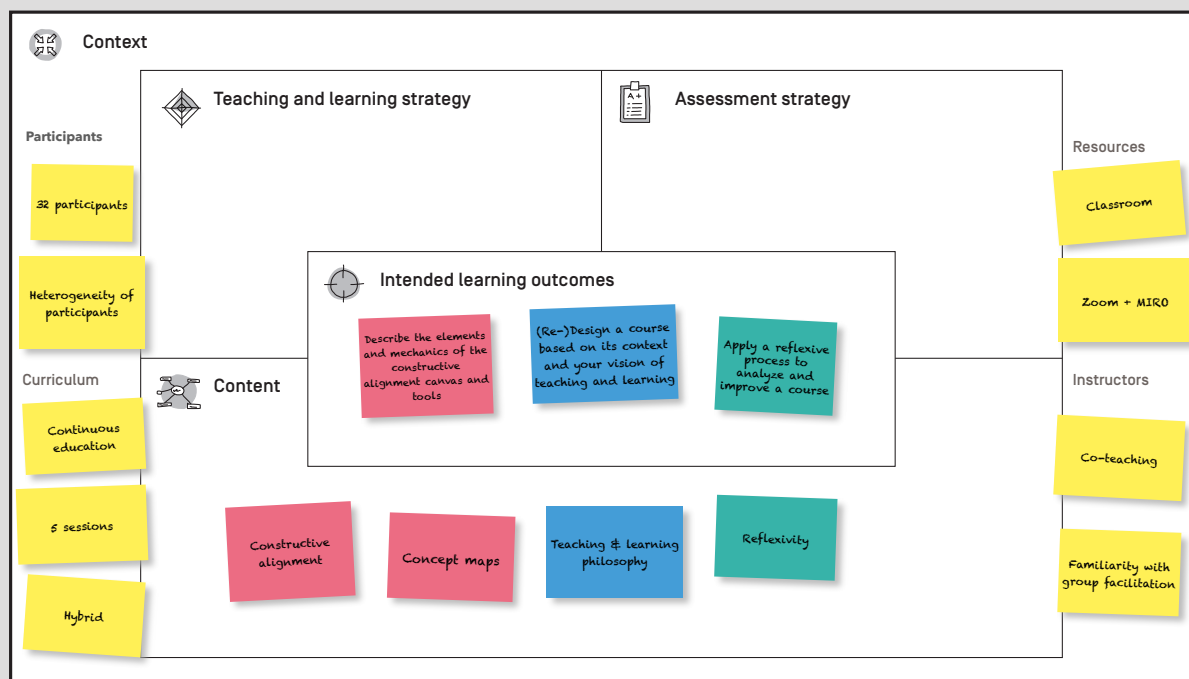 Context
Teaching and learning strategy
Assessment strategy
Participants
32 participants
Heterogeneity of
participants
Curriculum
Continuous
education
5 sessions
Hybrid
Intended learning outcomes
Describe the elements
and mechanics of the
constructive
alignment canvas and
tools
(Re-)Design a course
based on its context
and your vision of
teaching and learning
Apply a reflexive
process to
analyze and
improve a course
Content
Constructive
alignment
Concept maps
Teaching & learning
philosophy
Reflexivity
Resources
A+
Classroom
Zoom + MIRO
Instructors
Co-teaching
Familiarity with
group facilitation